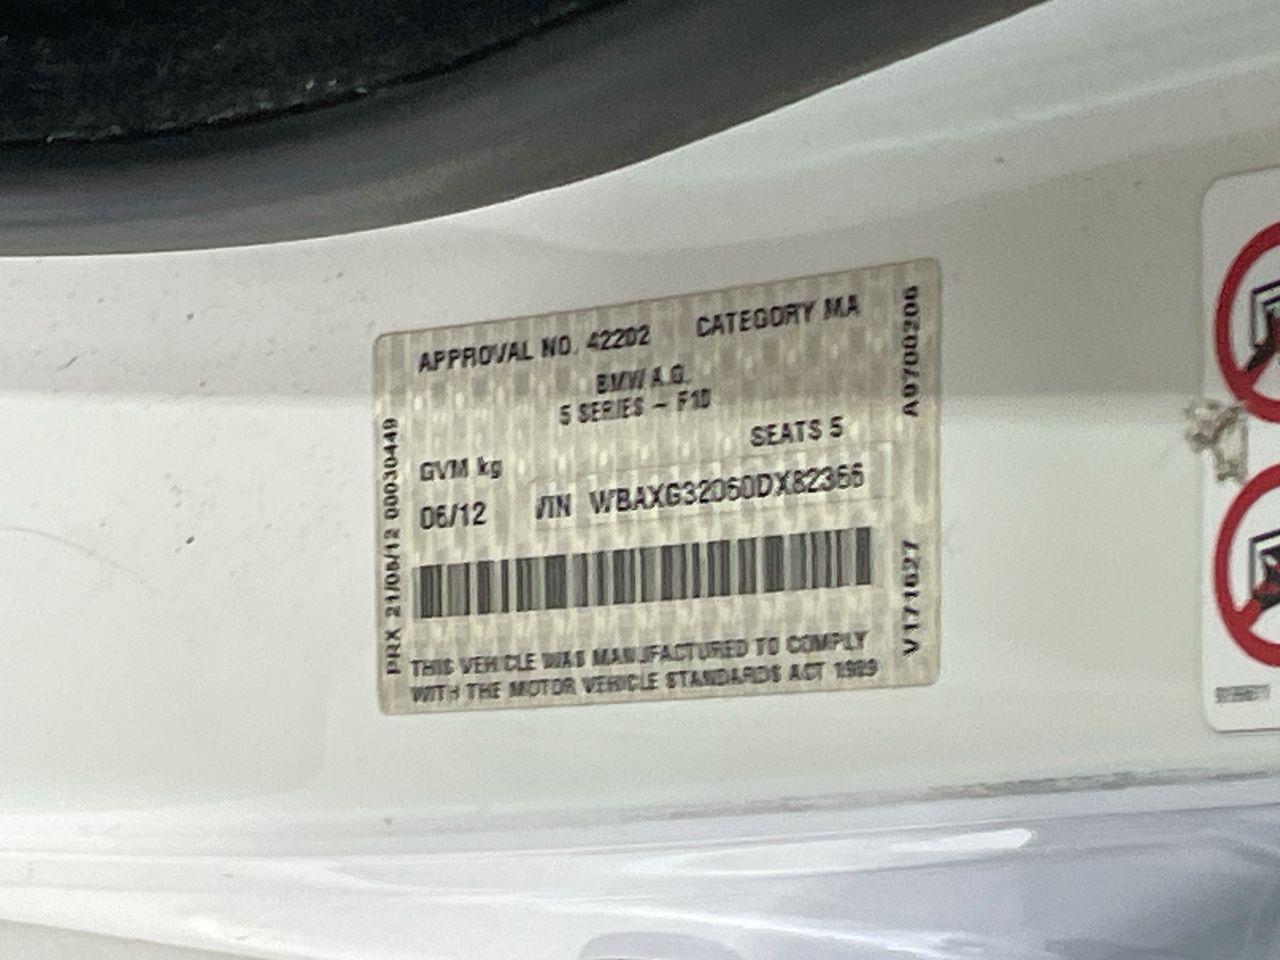 APPROVAL NO. 42202 CATEGORY MA
BMW A.G.
5 SERIES - F10
SEATS 5
GVM kg
06/12 VIN WBAXG32060DX82366
THIS VEHICLE WAS MANUFACTURED TO COMPLY
WITH THE MOTOR VEHICLE STANDARDS ACT 1989
PRX 21/05/12 00030449
A9700206
V171627